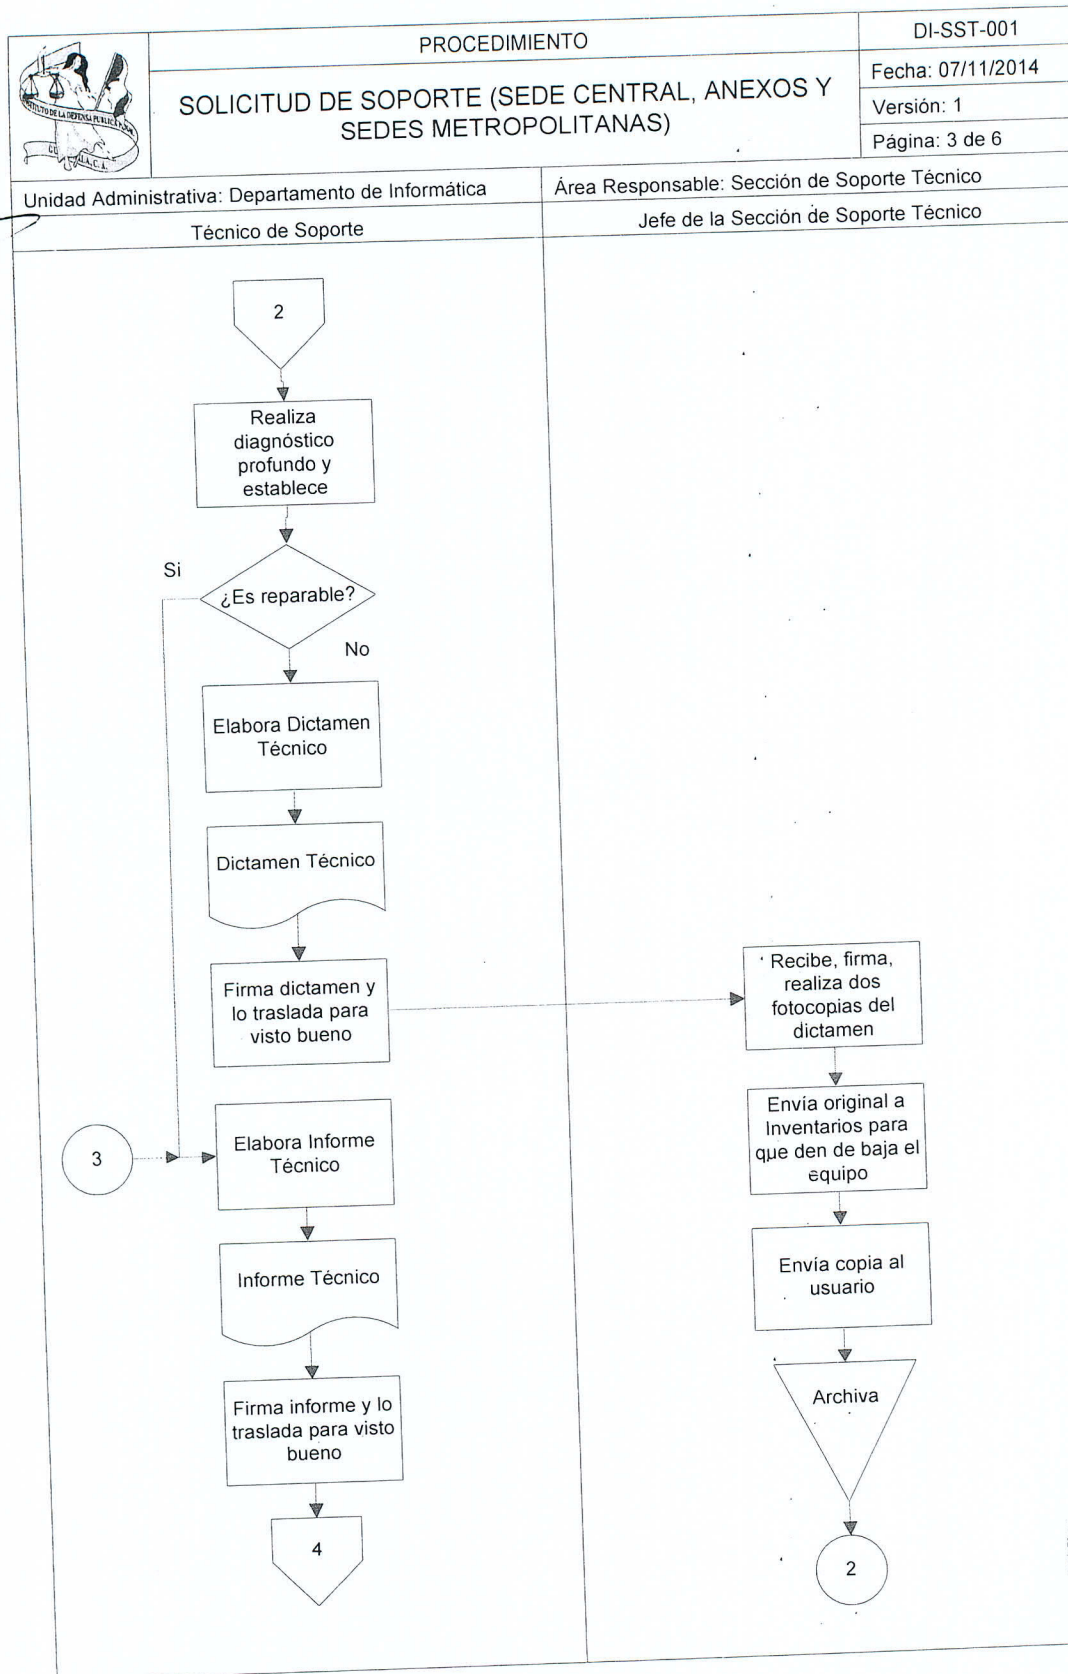 PROCEDIMIENTO
DI-SST-001
SOLICITUD DE SOPORTE (SEDE CENTRAL, ANEXOS Y
SEDES METROPOLITANAS)
Fecha: 07/11/2014
Versión: 1
Página: 3 de 6
Unidad Administrativa: Departamento de Informática
Área Responsable: Sección de Soporte Técnico
Técnico de Soporte
Jefe de la Sección de Soporte Técnico
2
Realiza
diagnóstico
profundo y
establece
Si
¿Es reparable?
No
Elabora Dictamen
Técnico
Dictamen Técnico
Firma dictamen y
lo traslada para
visto bueno
3
Elabora Informe
Técnico
Informe Técnico
Firma informe y lo
traslada para visto
bueno
4
Recibe, firma,
realiza dos
fotocopias del
dictamen
Envía original a
Inventarios para
que den de baja el
equipo
Envía copia al
usuario
Archiva
2